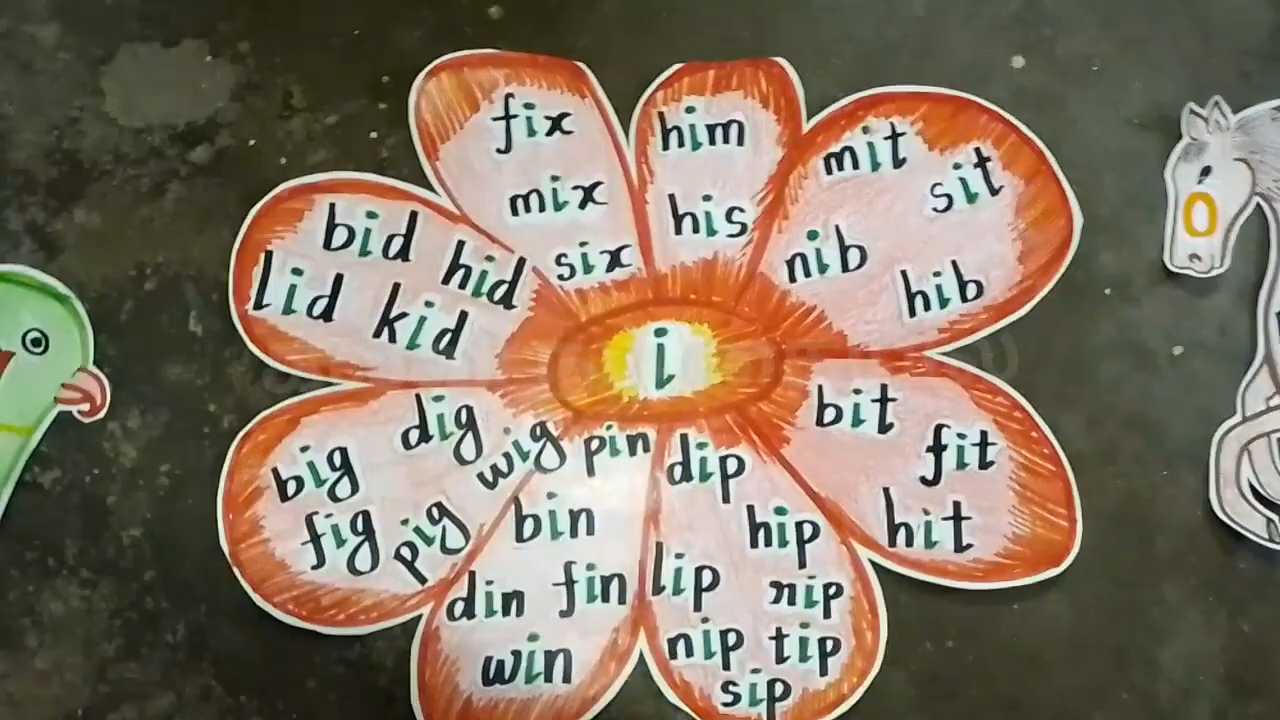 fix
mix
six
him
his
mit
sit
nib
hib
bid
hid
lid
kid
i
dig
big
wig
fig
pig
pin
bin
din fin
win
dip
hip
lip
nip
nip tip
sip
bit
fit
hit
O